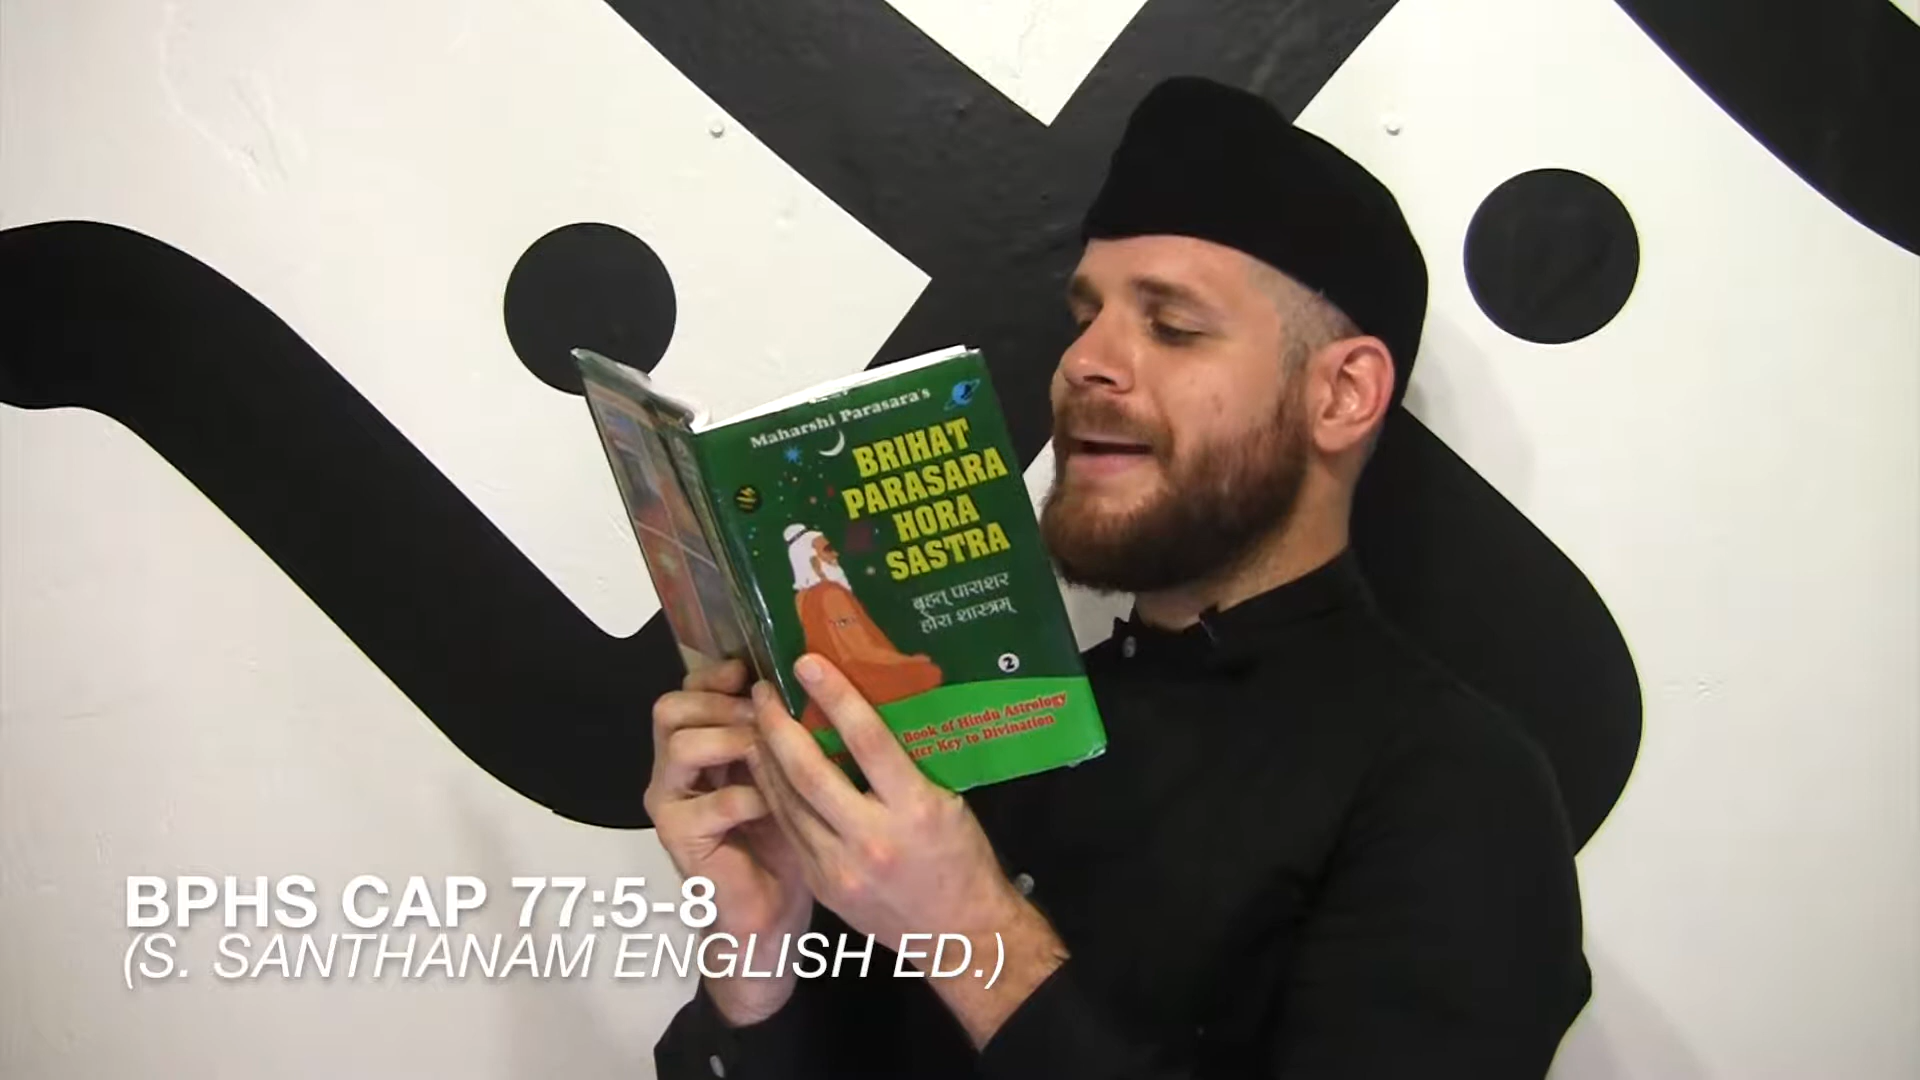 Maharshi Parasara's
BRIHAT
PARASARA
HORA
SASTRA
बृहत् पाराशर
होरा शास्त्रम्
2
Book of Hindu Astrology
Key to Divination
BPHS CAP 77:5-8
(S. SANTHANAM ENGLISH ED.)